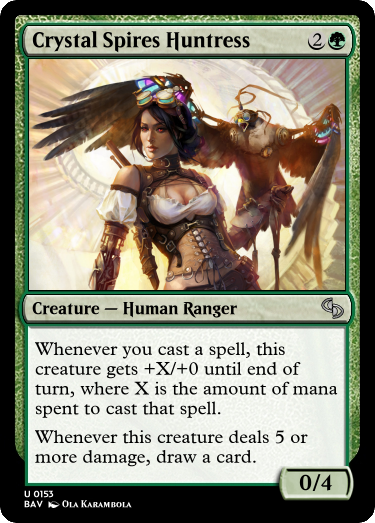 Crystal Spires Huntress 2
Creature — Human Ranger
Whenever you cast a spell, this
creature gets +X/+0 until end of
turn, where X is the amount of mana
spent to cast that spell.
Whenever this creature deals 5 or
more damage, draw a card.
0/4
U 0153
BAV Ola Karambola